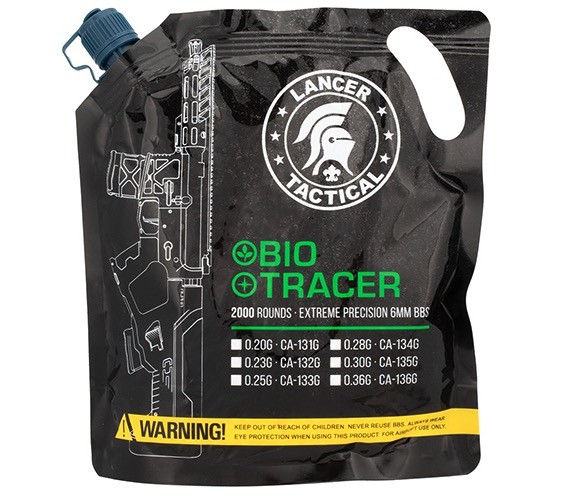 LANCER
TACTICAL
BIO
TRACER
2000 ROUNDS · EXTREME PRECISION 6MM BBS
0.20G · CA-131G
0.28G · CA-134G
0.23G · CA-132G
0.30G · CA-135G
0.25G · CA-133G
0.36G · CA-136G
WARNING!
KEEP OUT OF REACH OF CHILDREN. NEVER REUSE BBS. ALWAYS WEAR
EYE PROTECTION WHEN USING THIS PRODUCT. FOR AIRSOFT USE ONLY.